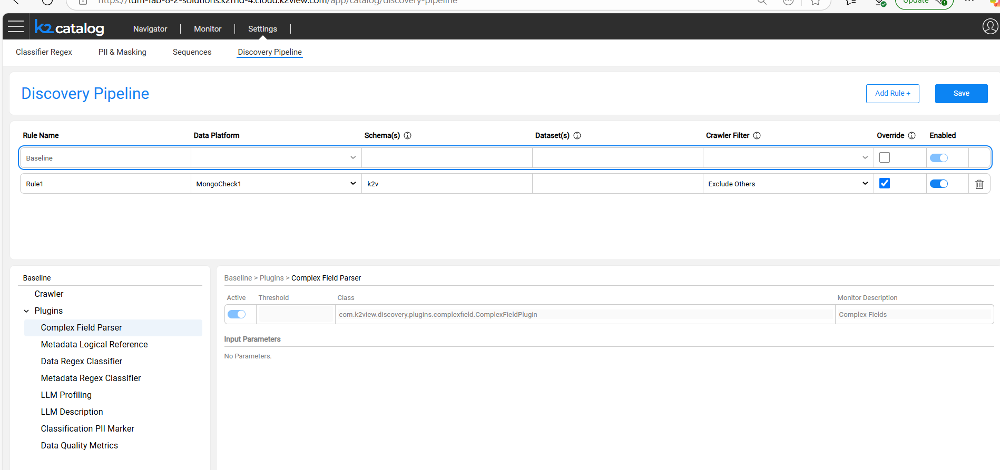 https://tdm-fab-8-2-solutions.k2rnd-4.cloud.k2view.com/app/catalog/discovery-pipeline
Update
k2catalog
Navigator
Monitor
Settings
Classifier Regex
PII & Masking
Sequences
Discovery Pipeline
Discovery Pipeline
Add Rule +
Save
Rule Name
Data Platform
Schema(s)
Dataset(s)
Crawler Filter
Override
Enabled
Baseline
Rule1
MongoCheck1
k2v
Exclude Others
Baseline
Crawler
Plugins
Complex Field Parser
Metadata Logical Reference
Data Regex Classifier
Metadata Regex Classifier
LLM Profiling
LLM Description
Classification PII Marker
Data Quality Metrics
Baseline > Plugins > Complex Field Parser
Active
Threshold
Class
Monitor Description
com.k2view.discovery.plugins.complexfield.ComplexFieldPlugin
Complex Fields
Input Parameters
No Parameters.